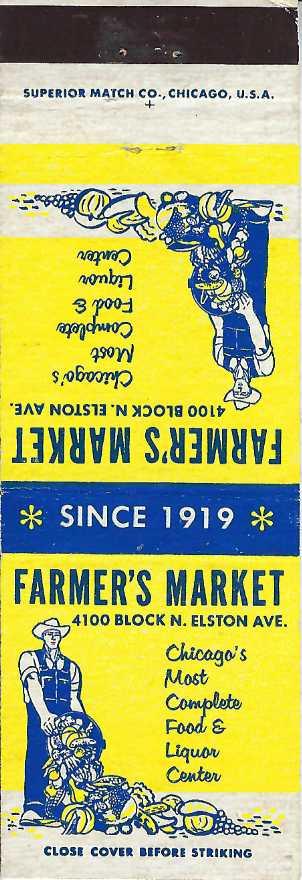 SUPERIOR MATCH CO., CHICAGO, U.S.A.
FARMER'S MARKET
4100 BLOCK N. ELSTON AVE.
Chicago's
Most
Complete
Food &
Liquor
Center
* SINCE 1919 *
FARMER'S MARKET
4100 BLOCK N. ELSTON AVE.
Chicago's
Most
Complete
Food &
Liquor
Center
CLOSE COVER BEFORE STRIKING